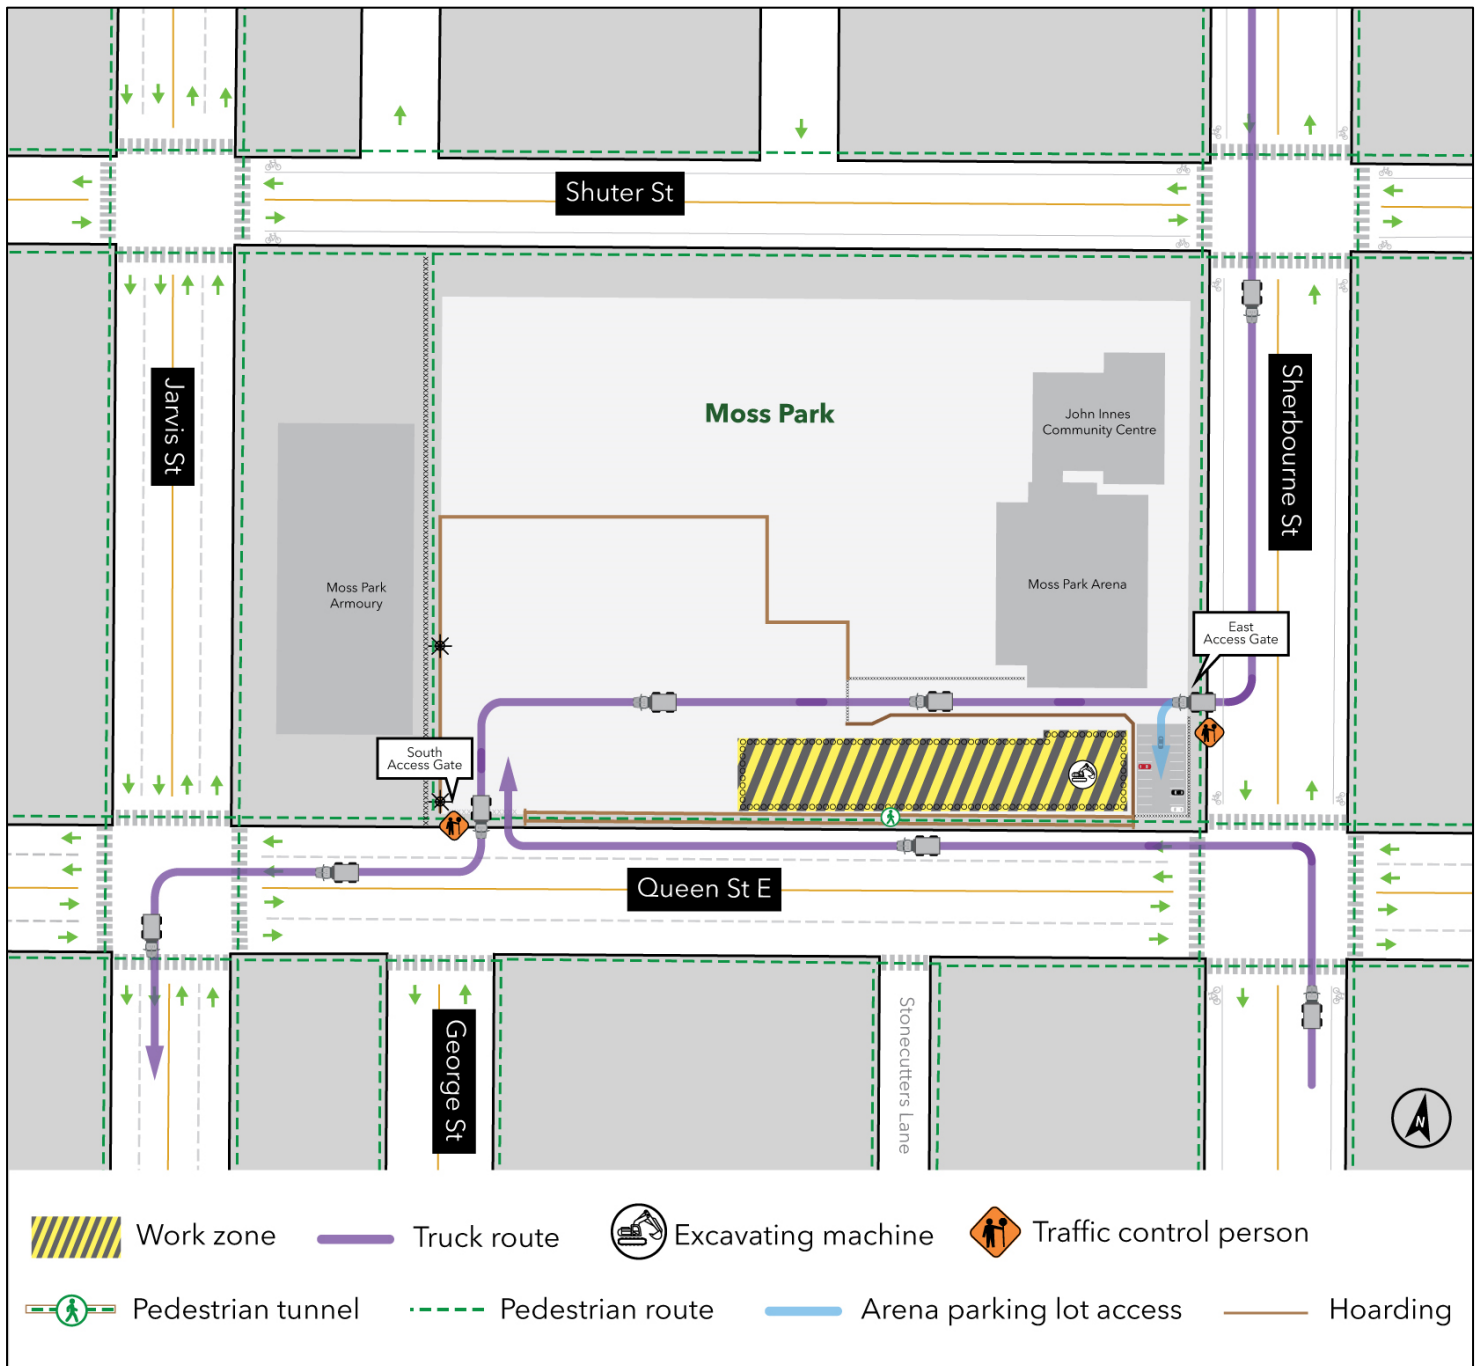 Shuter St
Jarvis St
Sherbourne St
Moss Park
John Innes
Community Centre
Moss Park
Armoury
Moss Park Arena
East
Access Gate
South
Access Gate
Queen St E
George St
Stonecutters Lane
N
Work zone
Truck route
Excavating machine
Traffic control person
Pedestrian tunnel
Pedestrian route
Arena parking lot access
Hoarding